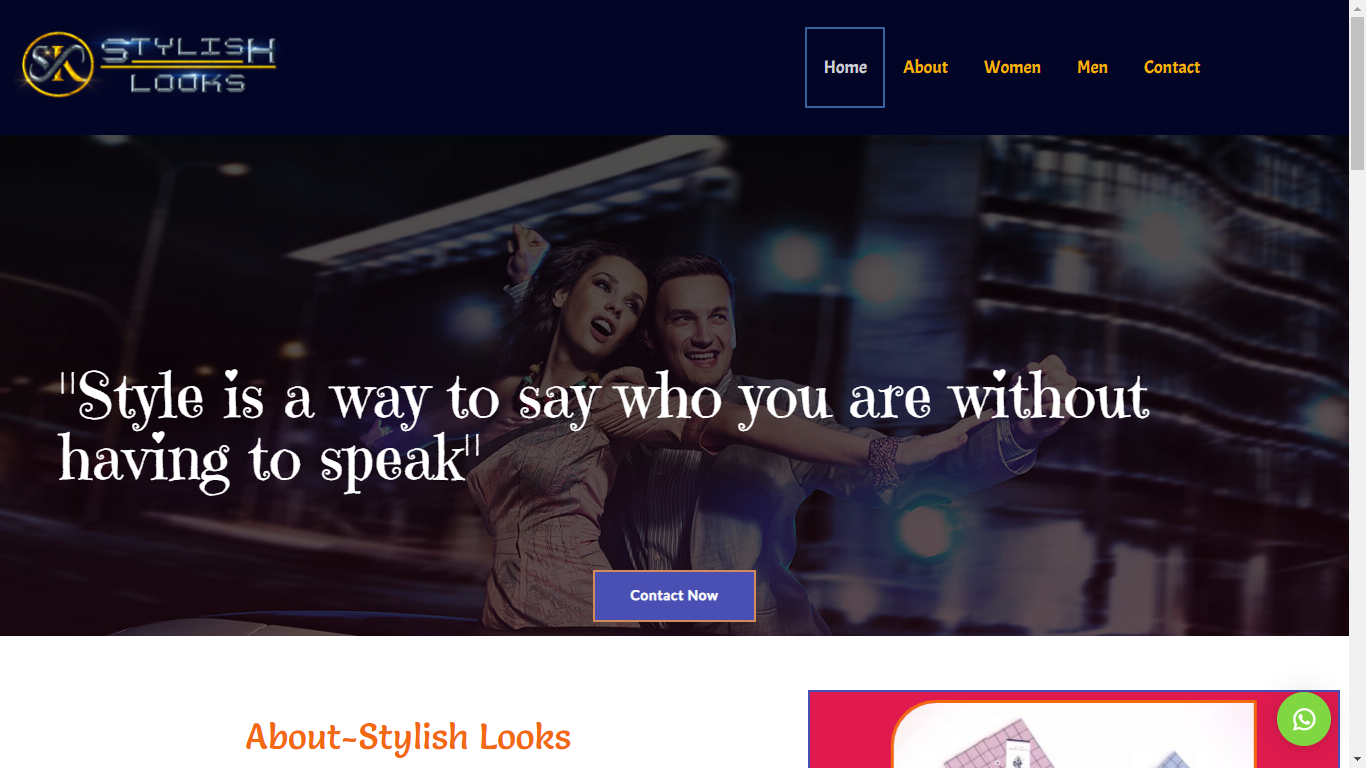 SK STYLISH
LOOKS
Home About Women Men Contact
"Style is a way to say who you are without
having to speak"
Contact Now
About-Stylish Looks